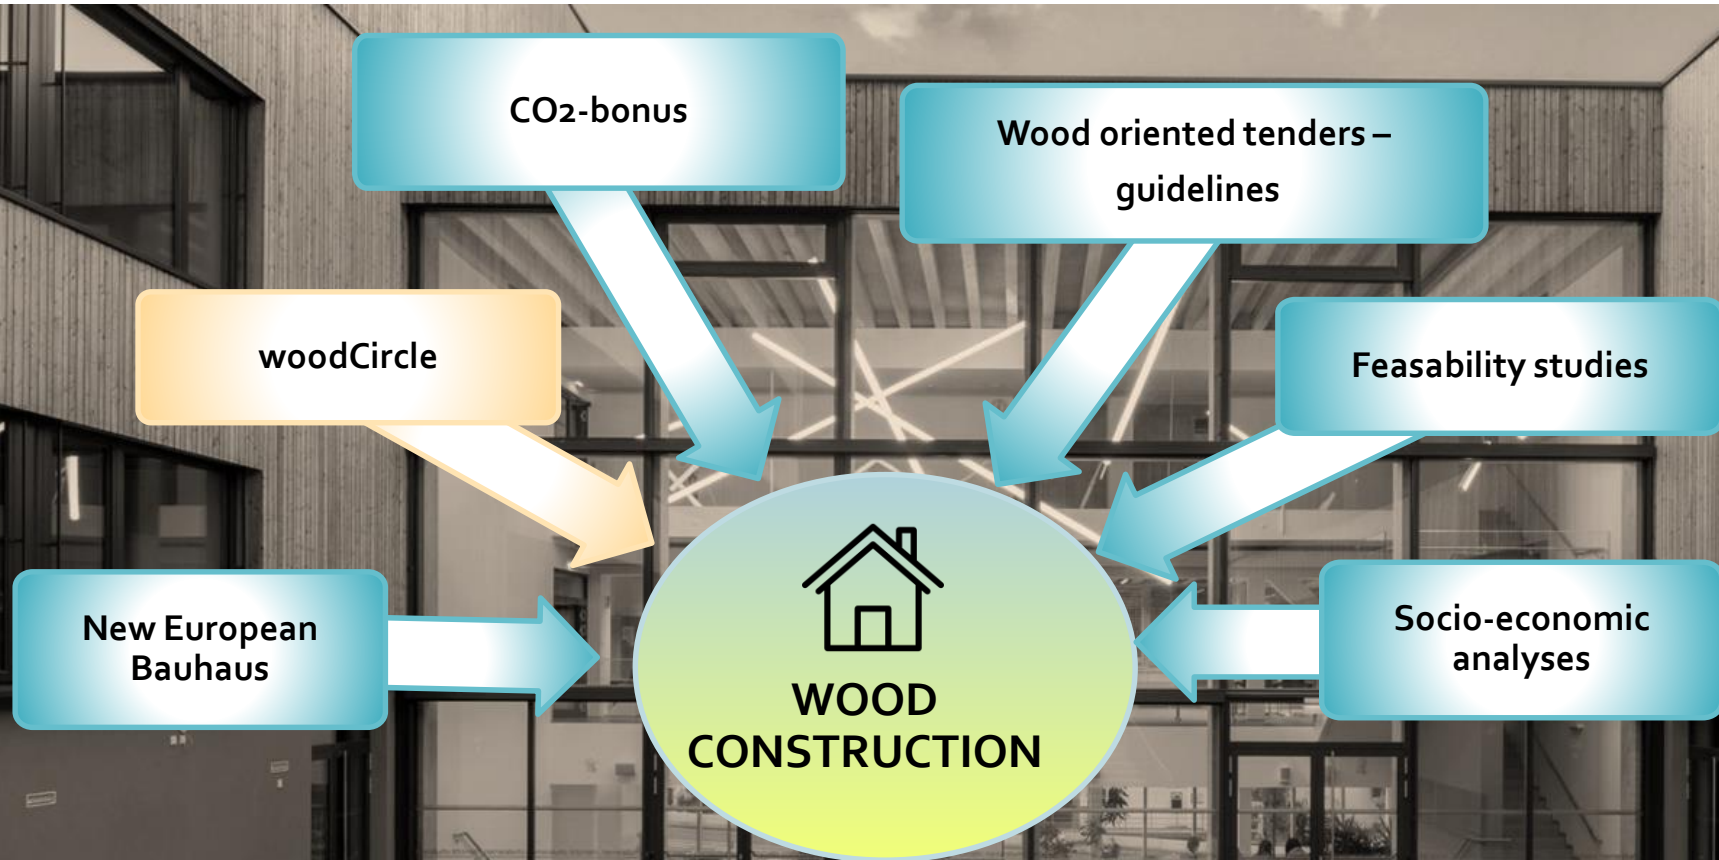 CO2-bonus
Wood oriented tenders –
guidelines
woodCircle
Feasability studies
New European
Bauhaus
Socio-economic
analyses
WOOD
CONSTRUCTION